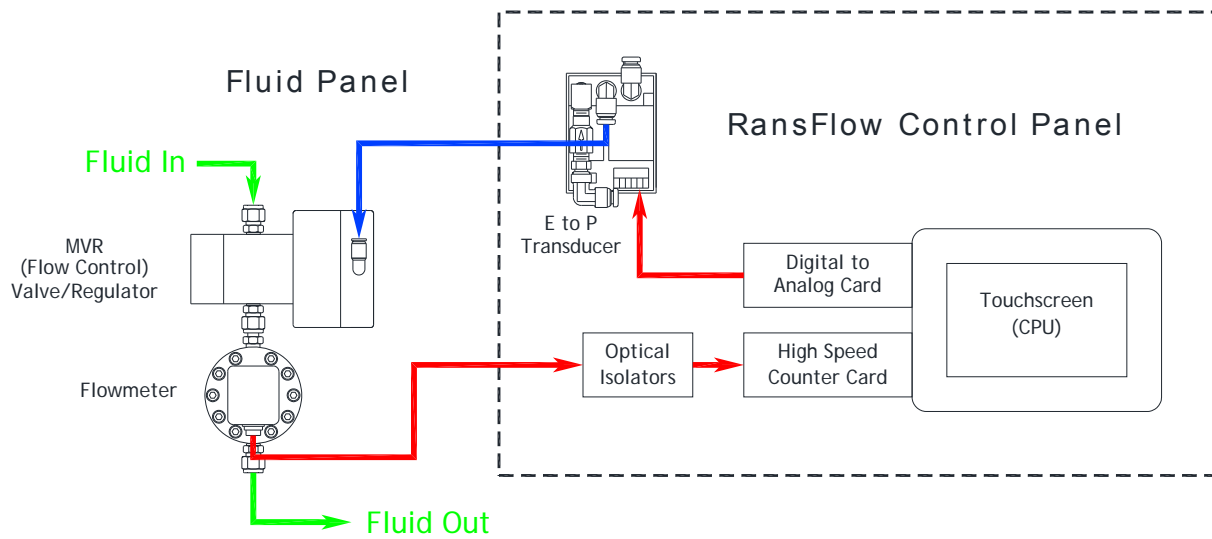 Fluid Panel
RansFlow Control Panel
Fluid In
E to P
Transducer
MVR
(Flow Control)
Valve/Regulator
Digital to
Analog Card
Touchscreen
(CPU)
Optical
Isolators
High Speed
Counter Card
Flowmeter
Fluid Out